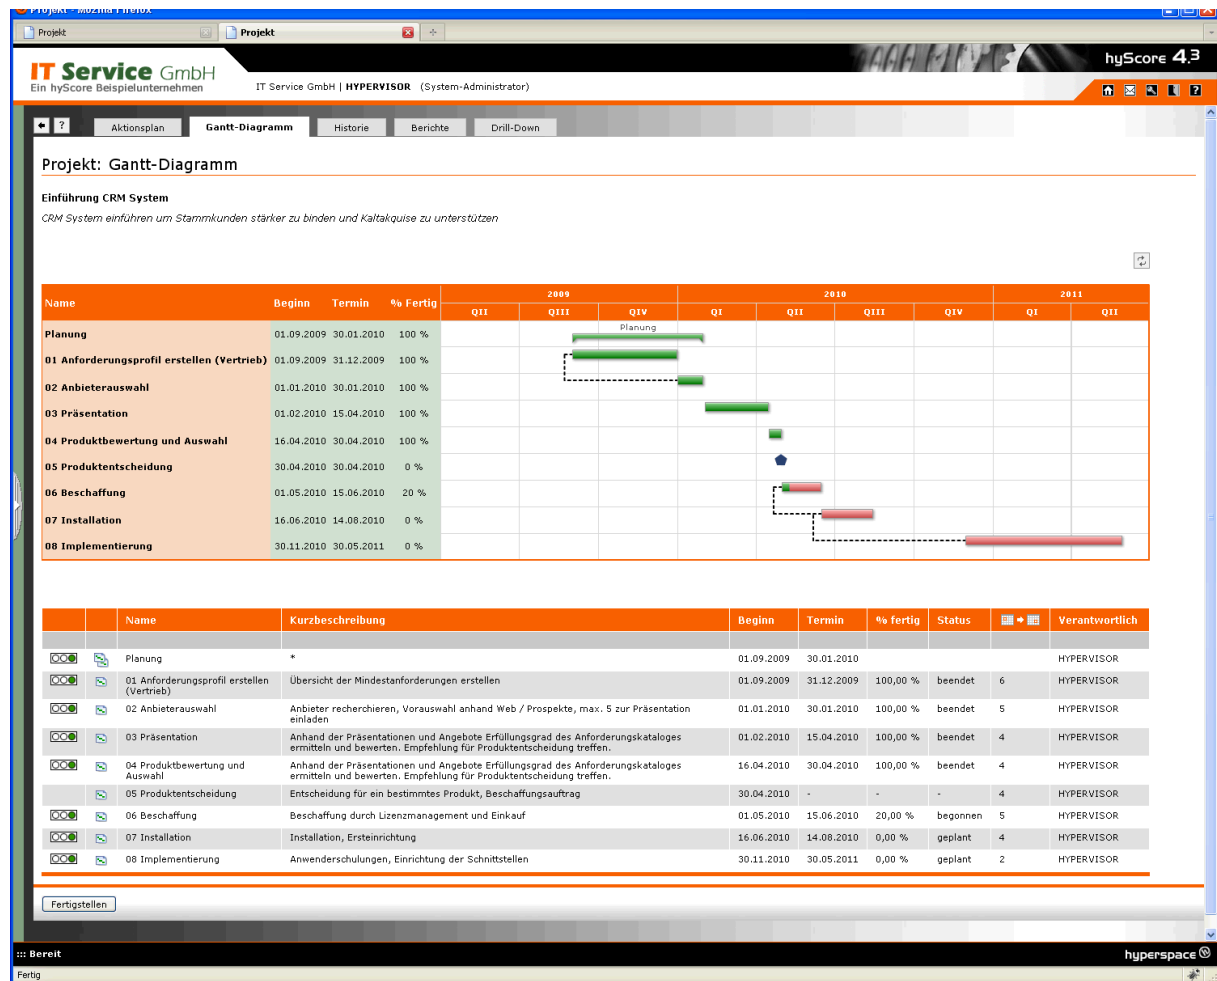 Projekt - Mozilla Firefox
Projekt
Projekt
hyScore 4.3
IT Service GmbH
Ein hyScore Beispielunternehmen
IT Service GmbH | HYPERVISOR (System-Administrator)
?
? Aktionsplan Gantt-Diagramm Historie Berichte Drill-Down
Projekt: Gantt-Diagramm
Einführung CRM System
CRM System einführen um Stammkunden stärker zu binden und Kaltakquise zu unterstützen
Name Beginn Termin % Fertig 2009 2010 2011
QII QIII QIV QI QII QIII QIV QI QII
Planung 01.09.2009 30.01.2010 100 % Planung
01 Anforderungsprofil erstellen (Vertrieb) 01.09.2009 31.12.2009 100 %
02 Anbieterauswahl 01.01.2010 30.01.2010 100 %
03 Präsentation 01.02.2010 15.04.2010 100 %
04 Produktbewertung und Auswahl 16.04.2010 30.04.2010 100 %
05 Produktentscheidung 30.04.2010 30.04.2010 0 %
06 Beschaffung 01.05.2010 15.06.2010 20 %
07 Installation 16.06.2010 14.08.2010 0 %
08 Implementierung 30.11.2010 30.05.2011 0 %
Name Kurzbeschreibung Beginn Termin % fertig Status Verantwortlich
Planung * 01.09.2009 30.01.2010 HYPERVISOR
01 Anforderungsprofil erstellen Übersicht der Mindestanforderungen erstellen 01.09.2009 31.12.2009 100,00 % beendet 6 HYPERVISOR
(Vertrieb)
02 Anbieterauswahl Anbieter recherchieren, Vorauswahl anhand Web / Prospekte, max. 5 zur Präsentation 01.01.2010 30.01.2010 100,00 % beendet 5 HYPERVISOR
einladen
03 Präsentation Anhand der Präsentationen und Angebote Erfüllungsgrad des Anforderungskataloges 01.02.2010 15.04.2010 100,00 % beendet 4 HYPERVISOR
ermitteln und bewerten. Empfehlung für Produktentscheidung treffen.
04 Produktbewertung und Anhand der Präsentationen und Angebote Erfüllungsgrad des Anforderungskataloges 16.04.2010 30.04.2010 100,00 % beendet 4 HYPERVISOR
Auswahl ermitteln und bewerten. Empfehlung für Produktentscheidung treffen.
05 Produktentscheidung Entscheidung für ein bestimmtes Produkt, Beschaffungsauftrag 30.04.2010 - - - 4 HYPERVISOR
06 Beschaffung Beschaffung durch Lizenzmanagement und Einkauf 01.05.2010 15.06.2010 20,00 % begonnen 5 HYPERVISOR
07 Installation Installation, Ersteinrichtung 16.06.2010 14.08.2010 0,00 % geplant 4 HYPERVISOR
08 Implementierung Anwenderschulungen, Einrichtung der Schnittstellen 30.11.2010 30.05.2011 0,00 % geplant 2 HYPERVISOR
Fertigstellen
::: Bereit
hyperspace
Fertig